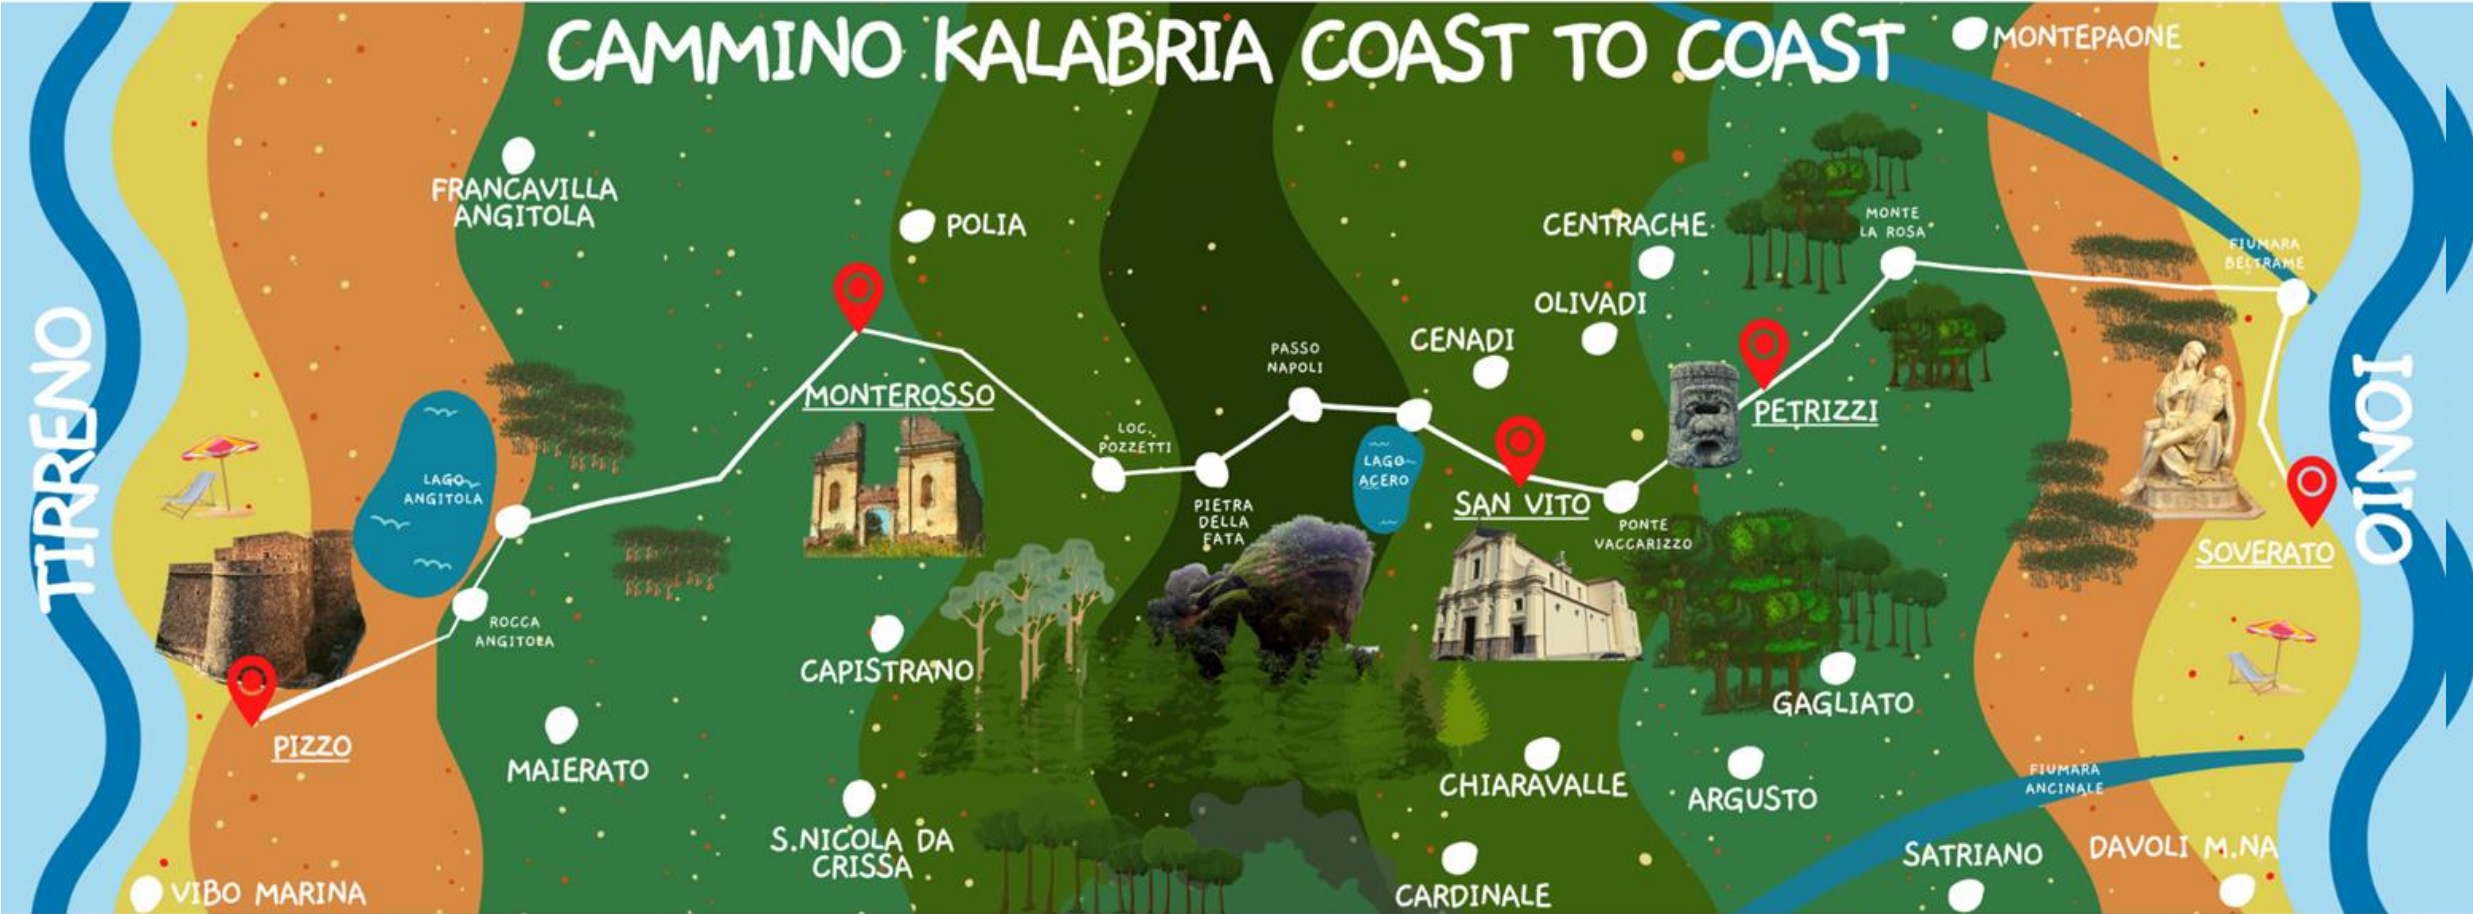 CAMMINO KALABRIA COAST TO COAST
MONTEPAONE
FRANCAVILLA
ANGITOLA
POLIA
CENTRACHE
MONTE
LA ROSA
FIUMARA
BELTRAME
OLIVADI
CENADI
PASSO
NAPOLI
TIRRENO
MONTEROSSO
PETRIZZI
IONIO
LOC.
POZZETTI
LAGO
ANGITOLA
LAGO
ACERO
PIETRA
DELLA
FATA
SAN VITO
PONTE
VACCARIZZO
SOVERATO
ROCCA
ANGITOLA
CAPISTRANO
GAGLIATO
PIZZO
MAIERATO
CHIARAVALLE
ARGUSTO
FIUMARA
ANCINALE
S.NICOLA DA
CRISSA
SATRIANO
DAVOLI M.NA
VIBO MARINA
CARDINALE